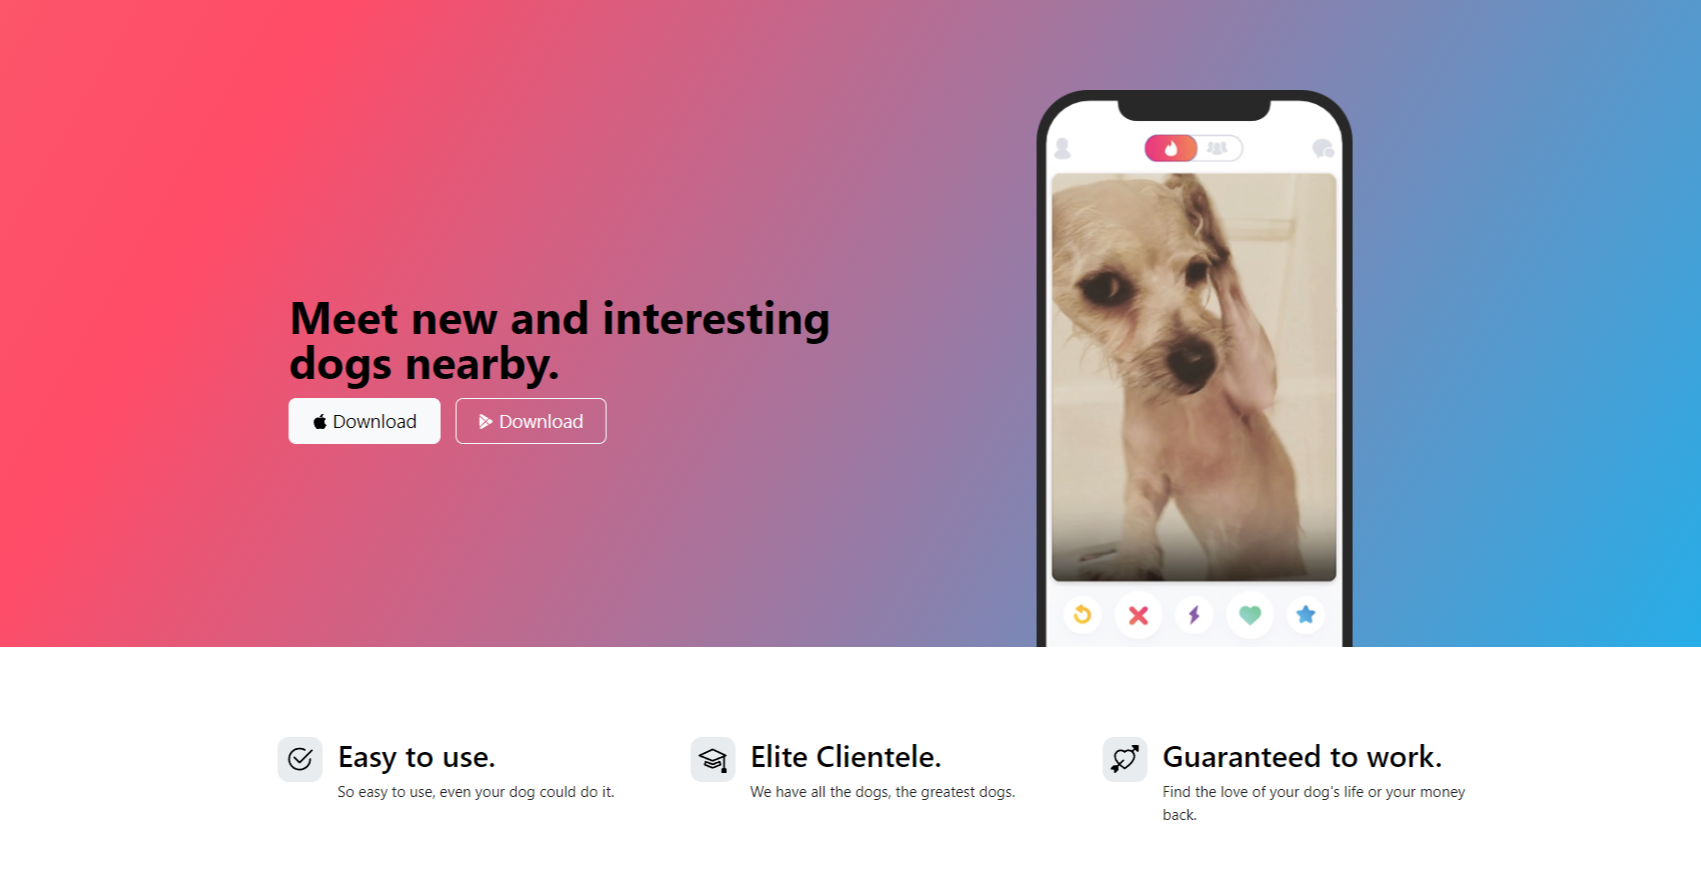 Meet new and interesting
dogs nearby.
Download
Download
Easy to use.
So easy to use, even your dog could do it.
Elite Clientele.
We have all the dogs, the greatest dogs.
Guaranteed to work.
Find the love of your dog's life or your money
back.